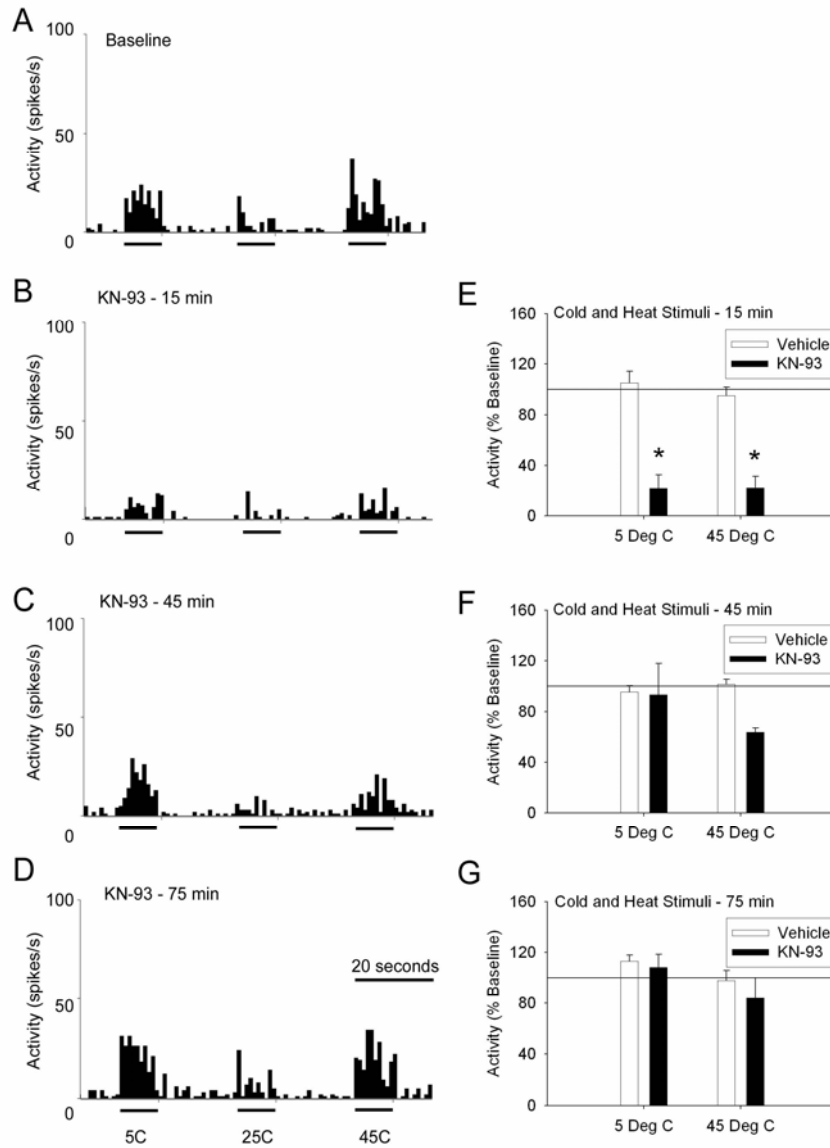 A
Baseline
100
50
0
Activity (spikes/s)
B
KN-93 - 15 min
100
50
0
Activity (spikes/s)
C
KN-93 - 45 min
100
50
0
Activity (spikes/s)
D
KN-93 - 75 min
100
50
0
Activity (spikes/s)
20 seconds
5C 25C 45C
E
Cold and Heat Stimuli - 15 min
Vehicle
KN-93
160
120
80
40
0
Activity (% Baseline)
* *
5 Deg C 45 Deg C
F
Cold and Heat Stimuli - 45 min
Vehicle
KN-93
160
120
80
40
0
Activity (% Baseline)
5 Deg C 45 Deg C
G
Cold and Heat Stimuli - 75 min
Vehicle
KN-93
160
120
80
40
0
Activity (% Baseline)
5 Deg C 45 Deg C